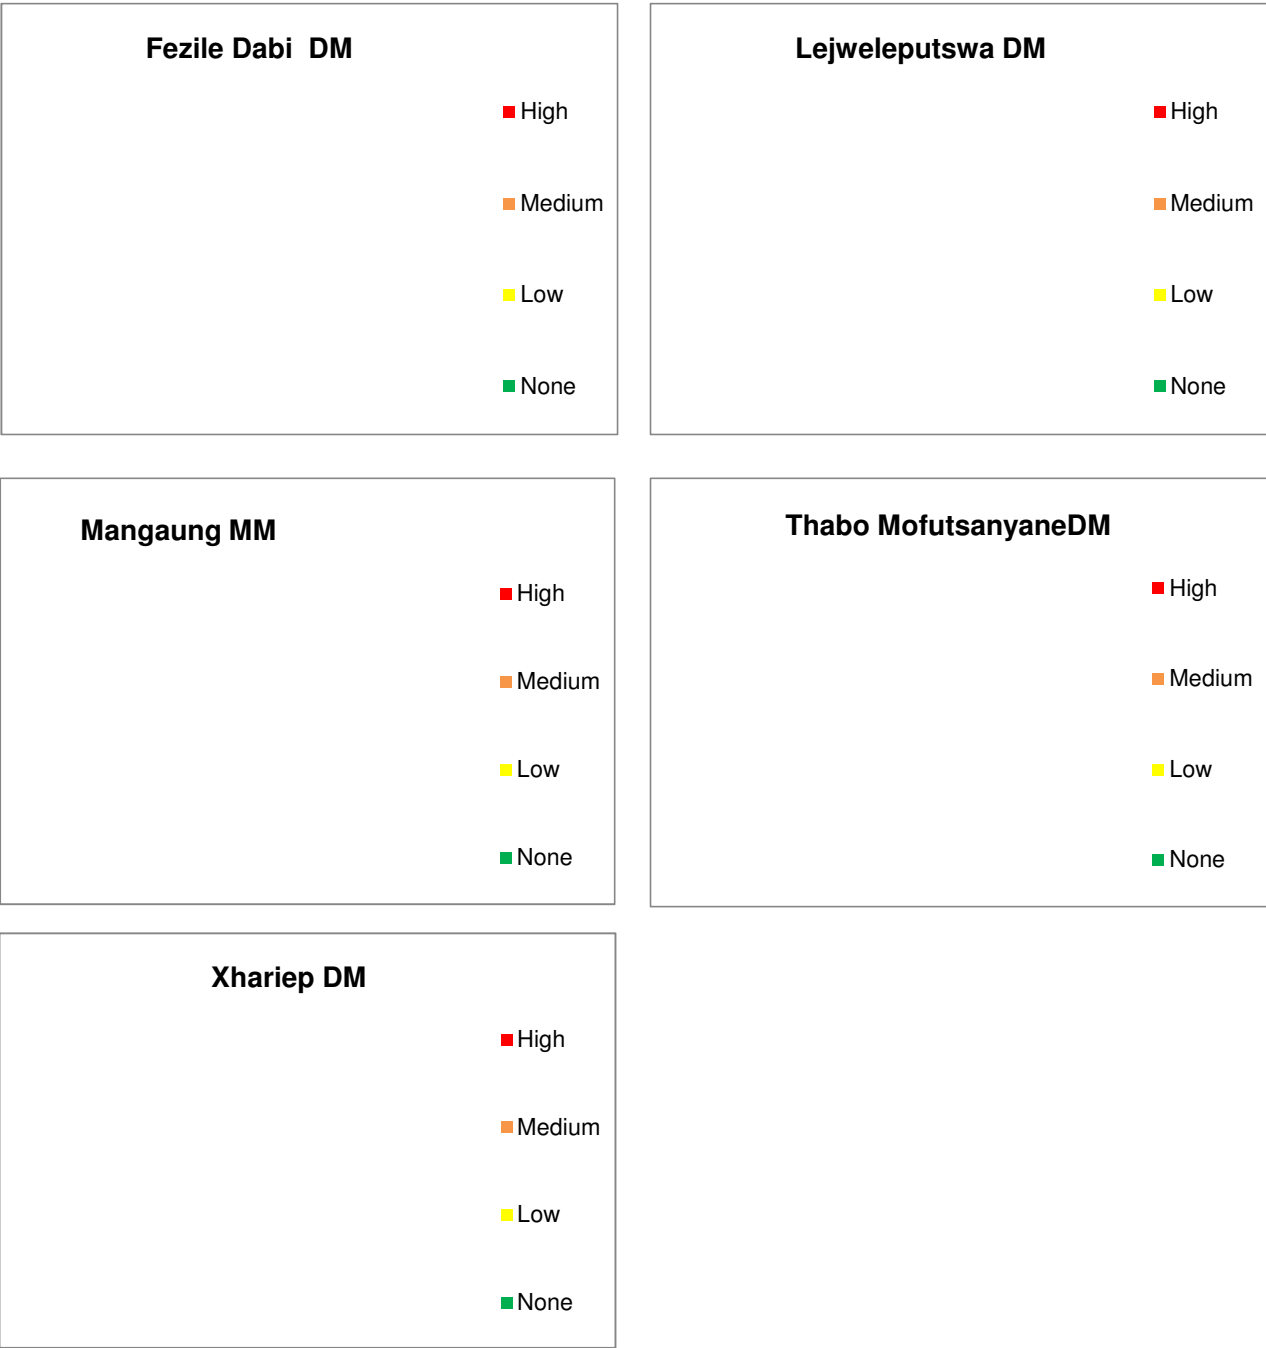 Fezile Dabi  DM
High
Medium
Low
None
Lejweleputswa DM
High
Medium
Low
None
Mangaung MM
High
Medium
Low
None
Thabo MofutsanyaneDM
High
Medium
Low
None
Xhariep DM
High
Medium
Low
None